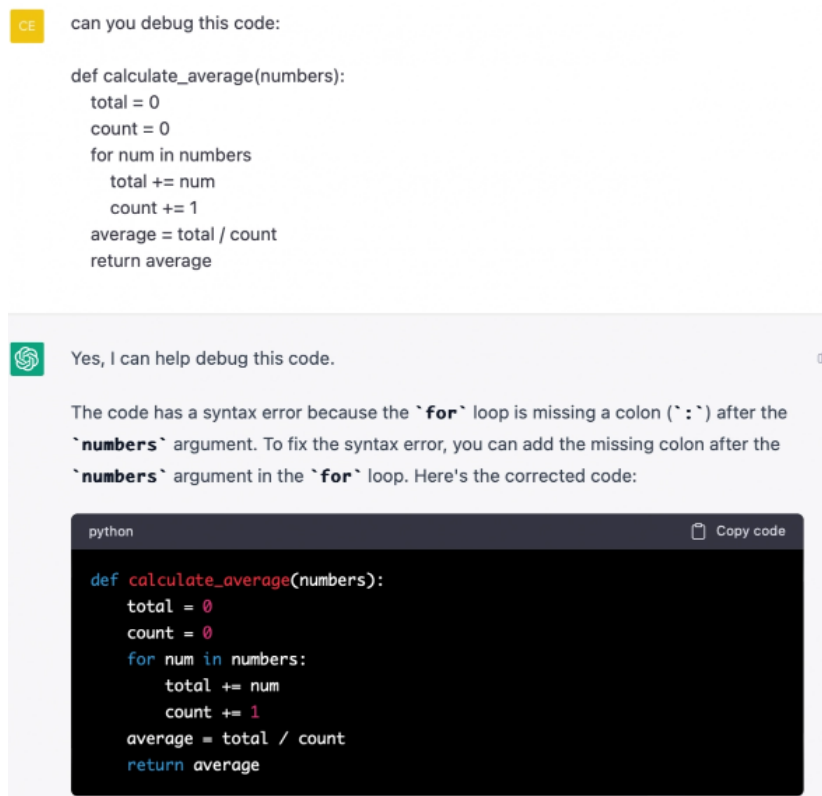 CE
can you debug this code:
def calculate_average(numbers):
total = 0
count = 0
for num in numbers
total += num
count += 1
average = total / count
return average
Yes, I can help debug this code.
The code has a syntax error because the `for` loop is missing a colon (`:`) after the
`numbers` argument. To fix the syntax error, you can add the missing colon after the
`numbers` argument in the `for` loop. Here's the corrected code:
python Copy code
def calculate_average(numbers):
total = 0
count = 0
for num in numbers:
total += num
count += 1
average = total / count
return average